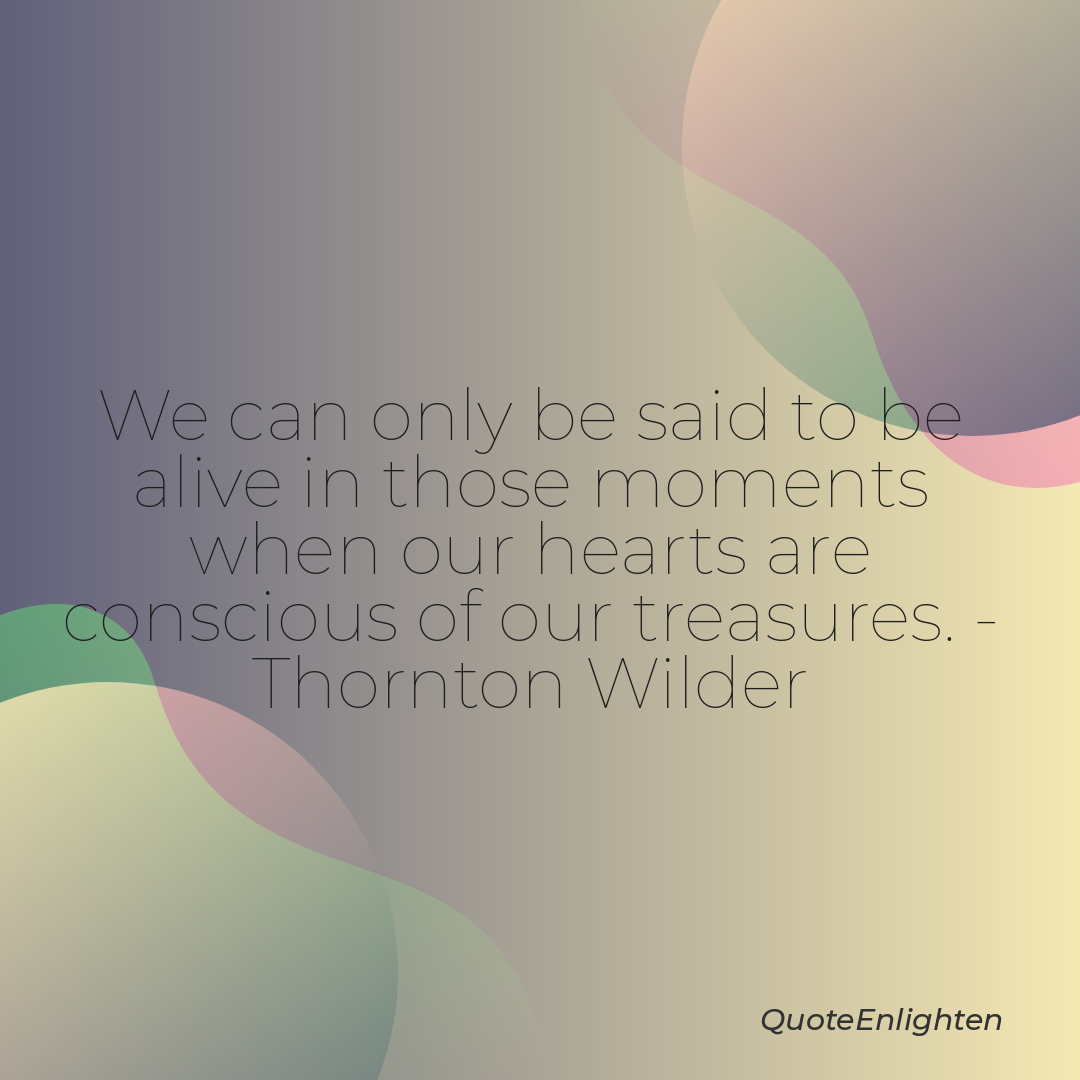 We can only be said to be
alive in those moments
when our hearts are
conscious of our treasures. -
Thornton Wilder
QuoteEnlighten